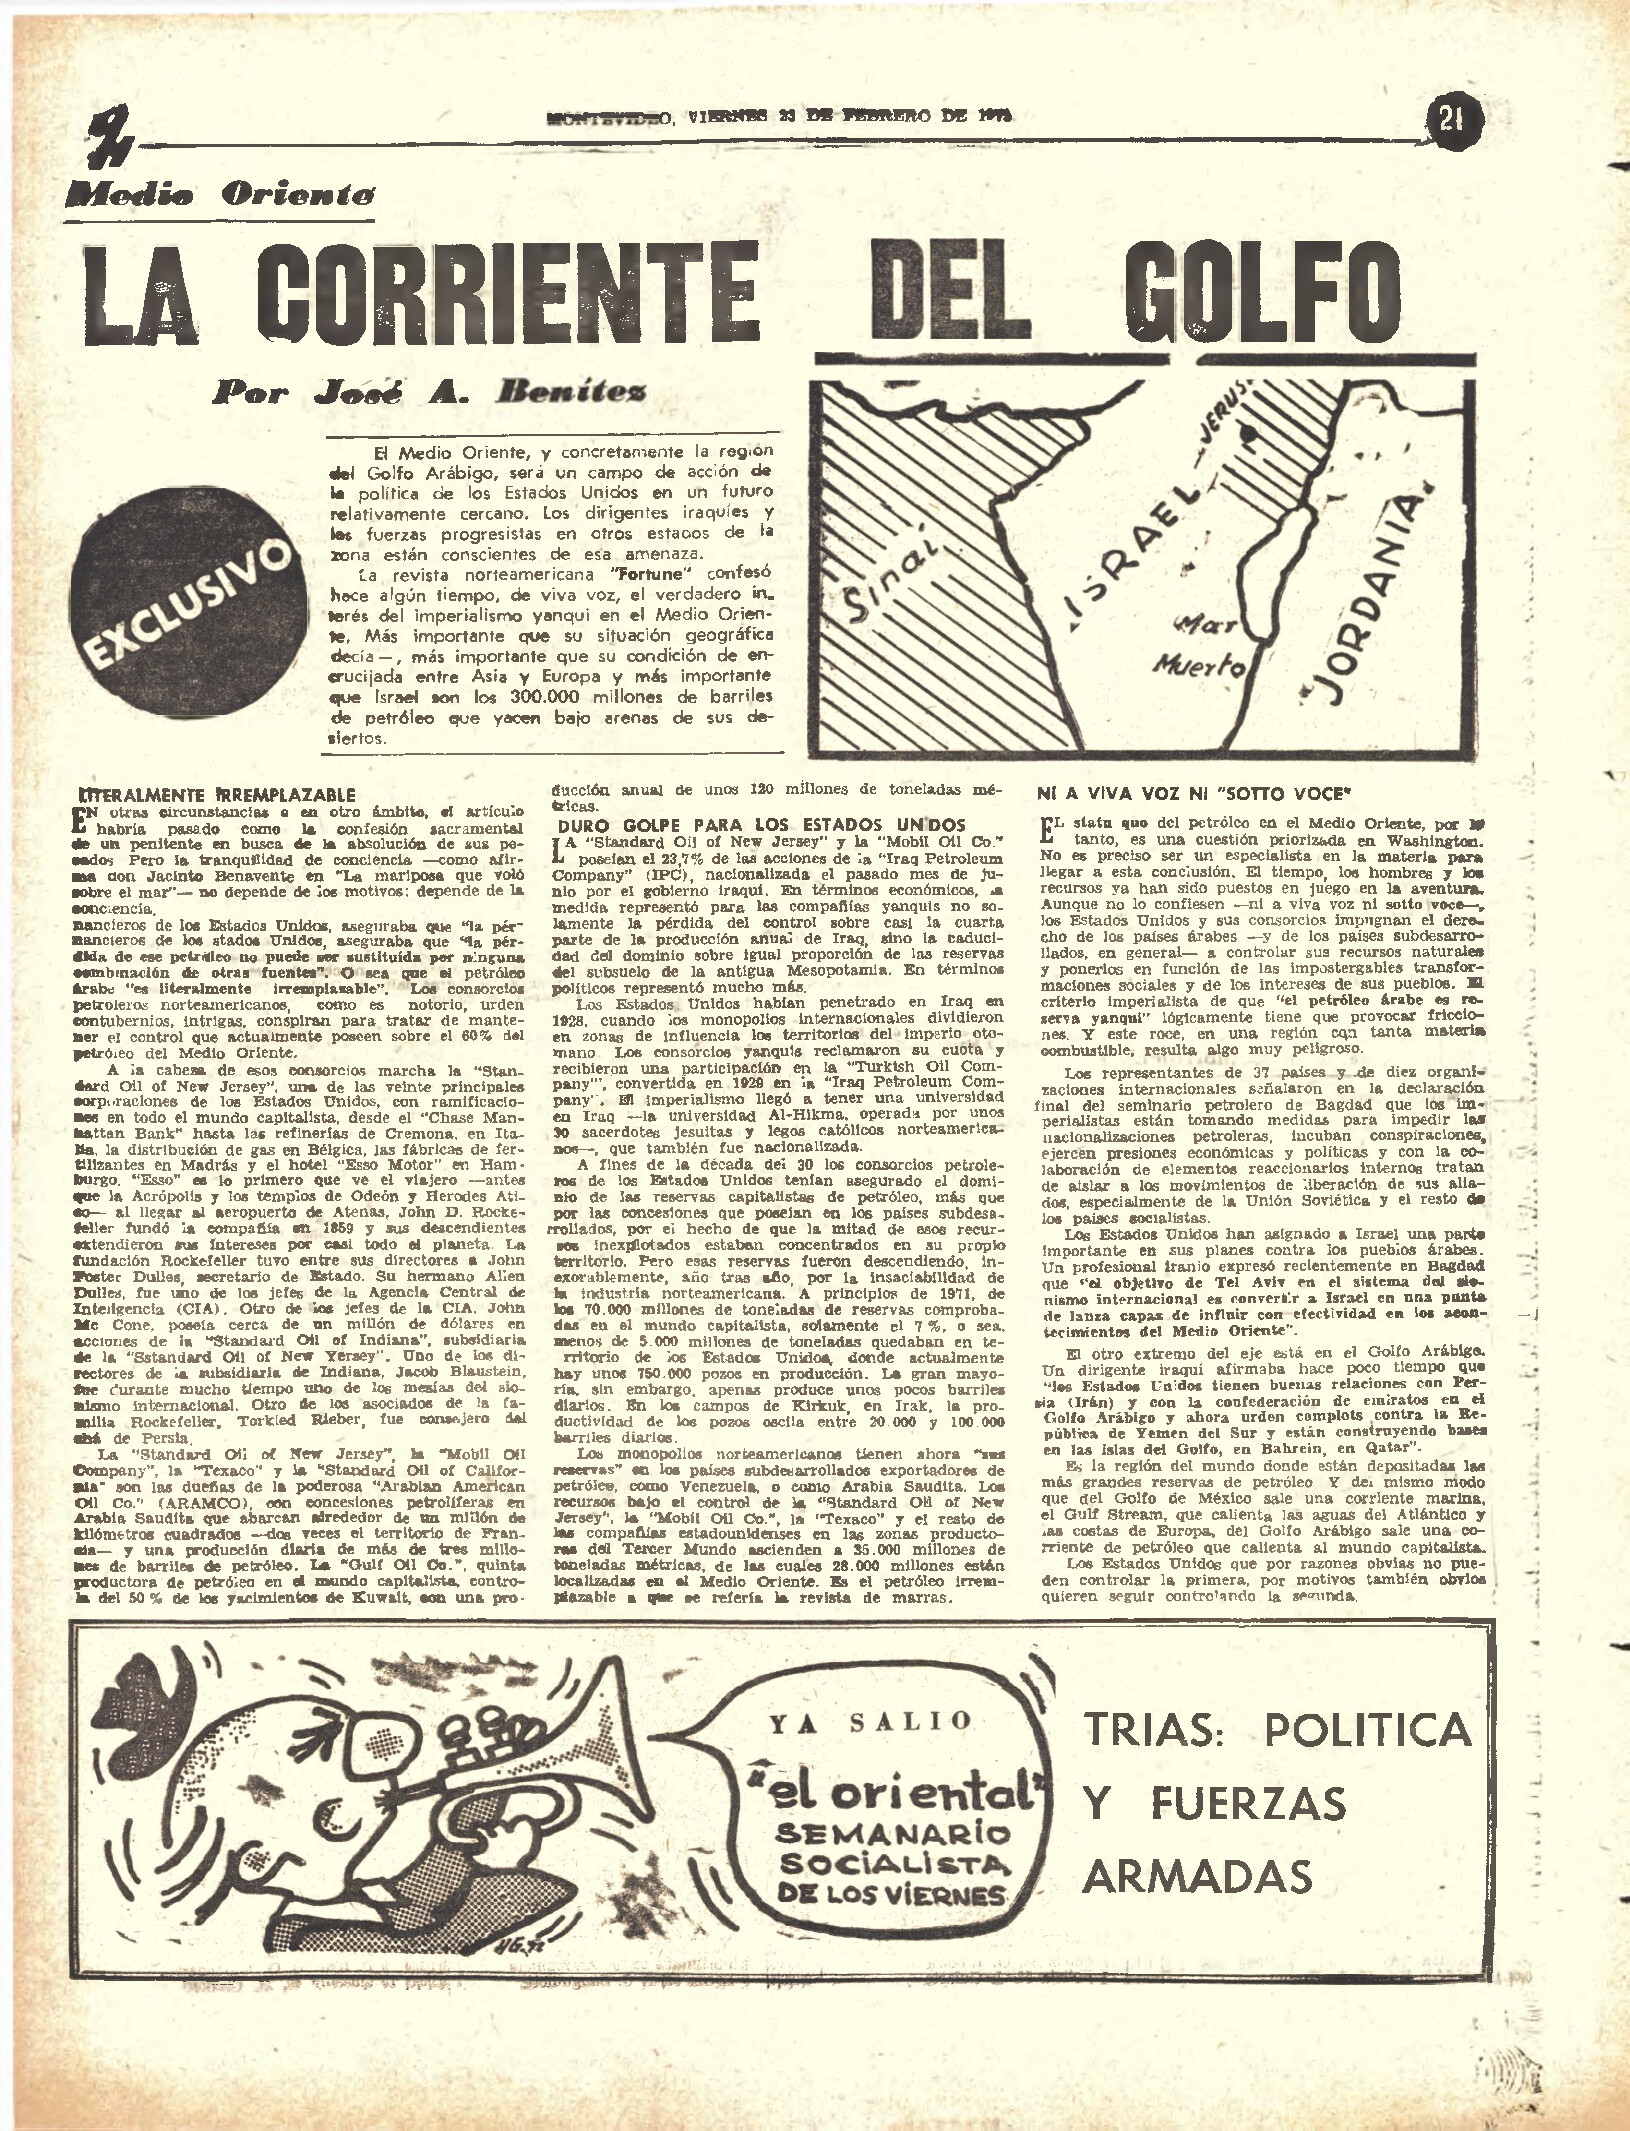 MONTEVIDEO, VIERNES 23 DE FEBRERO DE 1973
21
Medio Oriente
LA CORRIENTE DEL GOLFO
Por José A. Benítez
EXCLUSIVO
El Medio Oriente, y concretamente la región
del Golfo Arábigo, será un campo de acción de
la política de los Estados Unidos en un futuro
relativamente cercano. Los dirigentes iraquíes y
las fuerzas progresistas en otros estados de la
zona están conscientes de esa amenaza.
La revista norteamericana "Fortune" confesó
hace algún tiempo, de viva voz, el verdadero in-
terés del imperialismo yanqui en el Medio Orien-
te. Más importante que su situación geográfica
decía—, más importante que su condición de en-
crucijada entre Asia y Europa y más importante
que Israel son los 300.000 millones de barriles
de petróleo que yacen bajo arenas de sus de-
siertos.
Sinaí
ISRAEL
JERUS.
Mar
Muerto
JORDANIA
LITERALMENTE IRREMPLAZABLE
EN otras circunstancias o en otro ámbito, el artículo
habría pasado como la confesión sacramental
de un penitente en busca de la absolución de sus pe-
cados Pero la tranquilidad de conciencia —como afir-
ma don Jacinto Benavente en "La mariposa que voló
sobre el mar"— no depende de los motivos: depende de la
conciencia.
nancieros de los Estados Unidos, aseguraba que "la pér"
nancieros de los stados Unidos, aseguraba que "la pér-
dida de ese petróleo no puede ser sustituida por ninguna
combinación de otras fuentes". O sea que el petróleo
árabe "es literalmente irremplazable". Los consorcios
petroleros norteamericanos, como es notorio, urden
contubernios, intrigas, conspiran para tratar de mante-
ner el control que actualmente poseen sobre el 60% del
petróleo del Medio Oriente.
A la cabeza de esos consorcios marcha la "Stan-
dard Oil of New Jersey", una de las veinte principales
corporaciones de los Estados Unidos, con ramificacio-
nes en todo el mundo capitalista, desde el "Chase Man-
hattan Bank" hasta las refinerías de Cremona, en Ita-
lia, la distribución de gas en Bélgica, las fábricas de fer-
tilizantes en Madrás y el hotel "Esso Motor" en Ham-
burgo. "Esso" es lo primero que ve el viajero —antes
que la Acrópolis y los templos de Odeón y Herodes Ati-
co— al llegar al aeropuerto de Atenas, John D. Rocke-
feller fundó la compañía en 1859 y sus descendientes
extendieron sus intereses por casi todo el planeta. La
fundación Rockefeller tuvo entre sus directores a John
Foster Dulles, secretario de Estado. Su hermano Allen
Dulles, fue uno de los jefes de la Agencia Central de
Inteligencia (CIA). Otro de los jefes de la CIA, John
Mc Cone, poseía cerca de un millón de dólares en
acciones de la "Standard Oil of Indiana", subsidiaria
de la "Sstandard Oil of New Yersey". Uno de los di-
rectores de la subsidiaria de Indiana, Jacob Blaustein,
fue durante mucho tiempo uno de los mesías del sio-
nismo internacional. Otro de los asociados de la fa-
milia Rockefeller, Torkled Rieber, fue consejero del
shá de Persia.
La "Standard Oil of New Jersey", la "Mobil Oil
Company", la "Texaco" y la "Standard Oil of Califor-
nia" son las dueñas de la poderosa "Arabian American
Oil Co." (ARAMCO), con concesiones petrolíferas en
Arabia Saudita que abarcan alrededor de un millón de
kilómetros cuadrados —dos veces el territorio de Fran-
cia— y una producción diaria de más de tres millo-
nes de barriles de petróleo. La "Gulf Oil Co.", quinta
productora de petróleo en el mundo capitalista, contro-
la del 50 % de los yacimientos de Kuwait, con una pro-
ducción anual de unos 120 millones de toneladas mé-
tricas.
DURO GOLPE PARA LOS ESTADOS UNIDOS
LA "Standard Oil of New Jersey" y la "Mobil Oil Co."
poseían el 23,7% de las acciones de la "Iraq Petroleum
Company" (IPC), nacionalizada el pasado mes de ju-
nio por el gobierno iraquí. En términos económicos, la
medida representó para las compañías yanquis no so-
lamente la pérdida del control sobre casi la cuarta
parte de la producción anual de Iraq, sino la caduci-
dad del dominio sobre igual proporción de las reservas
del subsuelo de la antigua Mesopotamia. En términos
políticos representó mucho más.
Los Estados Unidos habían penetrado en Iraq en
1928, cuando los monopolios internacionales dividieron
en zonas de influencia los territorios del imperio oto-
mano Los consorcios yanquis reclamaron su cuota y
recibieron una participación en la "Turkish Oil Com-
pany", convertida en 1929 en la "Iraq Petroleum Com-
pany". El imperialismo llegó a tener una universidad
en Iraq —la universidad Al-Hikma, operada por unos
30 sacerdotes jesuitas y legos católicos norteamerica-
nos—, que también fue nacionalizada.
A fines de la década del 30 los consorcios petrole-
ros de los Estados Unidos tenían asegurado el domi-
nio de las reservas capitalistas de petróleo, más que
por las concesiones que poseían en los países subdesa-
rrollados, por el hecho de que la mitad de esos recur-
sos inexplotados estaban concentrados en su propio
territorio. Pero esas reservas fueron descendiendo, in-
exorablemente, año tras año, por la insaciabilidad de
la industria norteamericana. A principios de 1971, de
los 70.000 millones de toneladas de reservas comproba-
das en el mundo capitalista, solamente el 7 %, o sea,
menos de 5.000 millones de toneladas quedaban en te-
rritorio de los Estados Unidos, donde actualmente
hay unos 750.000 pozos en producción. La gran mayo-
ría, sin embargo, apenas produce unos pocos barriles
diarios. En los campos de Kirkuk, en Irak, la pro-
ductividad de los pozos oscila entre 20.000 y 100.000
barriles diarios.
Los monopolios norteamericanos tienen ahora "sus
reservas" en los países subdesarrollados exportadores de
petróleo, como Venezuela, o como Arabia Saudita. Los
recursos bajo el control de la "Standard Oil of New
Jersey", la "Mobil Oil Co.", la "Texaco" y el resto de
las compañías estadounidenses en las zonas producto-
ras del Tercer Mundo ascienden a 35.000 millones de
toneladas métricas, de las cuales 28.000 millones están
localizadas en el Medio Oriente. Es el petróleo irrem-
plazable a que se refería la revista de marras.
NI A VIVA VOZ NI "SOTTO VOCE"
EL statu quo del petróleo en el Medio Oriente, por lo
tanto, es una cuestión priorizada en Washington.
No es preciso ser un especialista en la materia para
llegar a esta conclusión. El tiempo, los hombres y los
recursos ya han sido puestos en juego en la aventura.
Aunque no lo confiesen —ni a viva voz ni sotto voce—,
los Estados Unidos y sus consorcios impugnan el dere-
cho de los países árabes —y de los países subdesarro-
llados, en general— a controlar sus recursos naturales
y ponerlos en función de las impostergables transfor-
maciones sociales y de los intereses de sus pueblos. El
criterio imperialista de que "el petróleo árabe es re-
serva yanqui" lógicamente tiene que provocar friccio-
nes. Y este roce, en una región con tanta materia
combustible, resulta algo muy peligroso.
Los representantes de 37 países y de diez organi-
zaciones internacionales señalaron en la declaración
final del seminario petrolero de Bagdad que los im-
perialistas están tomando medidas para impedir las
nacionalizaciones petroleras, incuban conspiraciones,
ejercen presiones económicas y políticas y con la co-
laboración de elementos reaccionarios internos tratan
de aislar a los movimientos de liberación de sus alia-
dos, especialmente de la Unión Soviética y el resto de
los países socialistas.
Los Estados Unidos han asignado a Israel una parte
importante en sus planes contra los pueblos árabes.
Un profesional iranio expresó recientemente en Bagdad
que "el objetivo de Tel Aviv en el sistema del sio-
nismo internacional es convertir a Israel en una punta
de lanza capaz de influir con efectividad en los acon-
tecimientos del Medio Oriente".
El otro extremo del eje está en el Golfo Arábigo.
Un dirigente iraquí afirmaba hace poco tiempo que
"los Estados Unidos tienen buenas relaciones con Per-
sia (Irán) y con la confederación de emiratos en el
Golfo Arábigo y ahora urden complots contra la Re-
pública de Yemen del Sur y están construyendo bases
en las islas del Golfo, en Bahrein, en Qatar".
Es la región del mundo donde están depositadas las
más grandes reservas de petróleo Y del mismo modo
que del Golfo de México sale una corriente marina,
el Gulf Stream, que calienta las aguas del Atlántico y
las costas de Europa, del Golfo Arábigo sale una co-
rriente de petróleo que calienta al mundo capitalista.
Los Estados Unidos que por razones obvias no pue-
den controlar la primera, por motivos también obvios
quieren seguir controlando la segunda.
YA SALIO
"el oriental"
SEMANARIO
SOCIALISTA
DE LOS VIERNES
HG.72
TRIAS: POLITICA
Y FUERZAS
ARMADAS